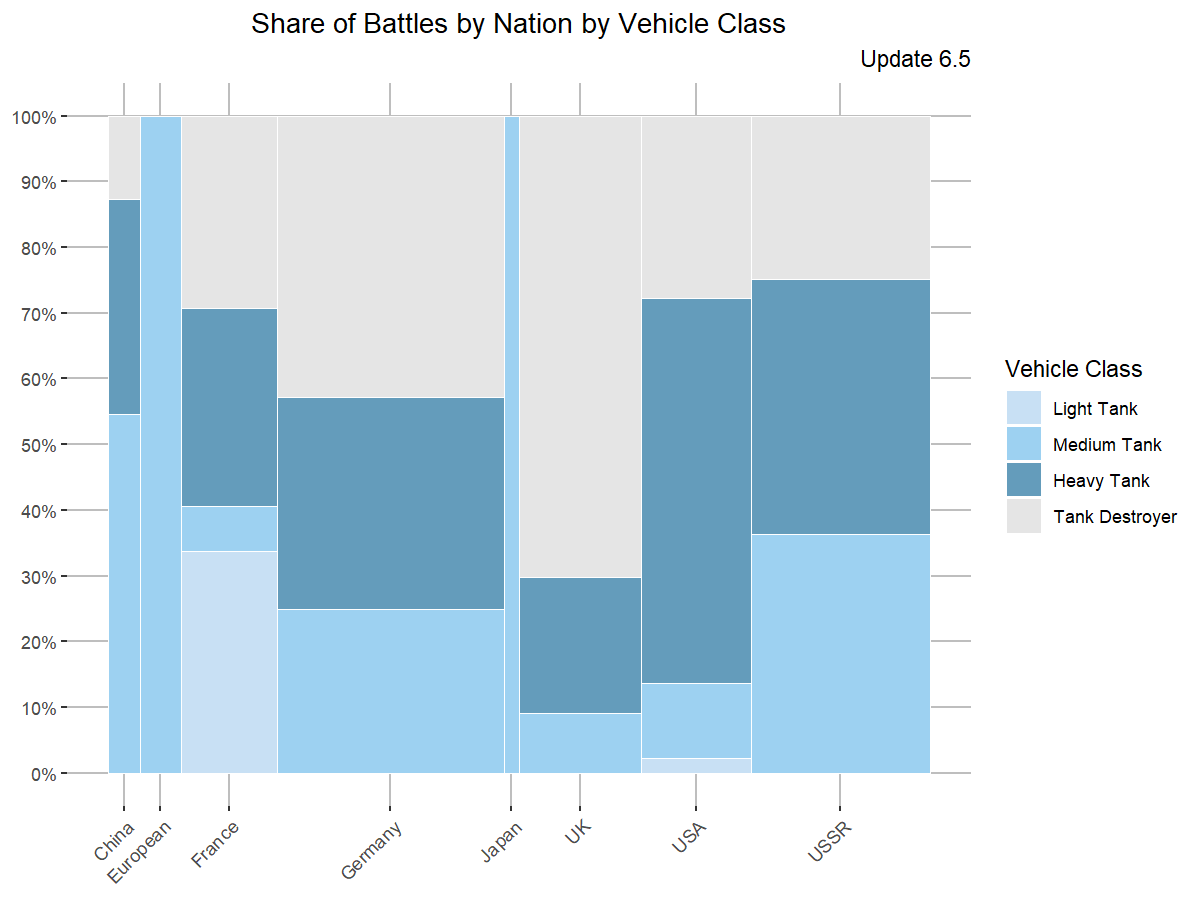 Share of Battles by Nation by Vehicle Class
Update 6.5
100%
90%
80%
70%
60%
50%
40%
30%
20%
10%
0%
China
European
France
Germany
Japan
UK
USA
USSR
Vehicle Class
Light Tank
Medium Tank
Heavy Tank
Tank Destroyer